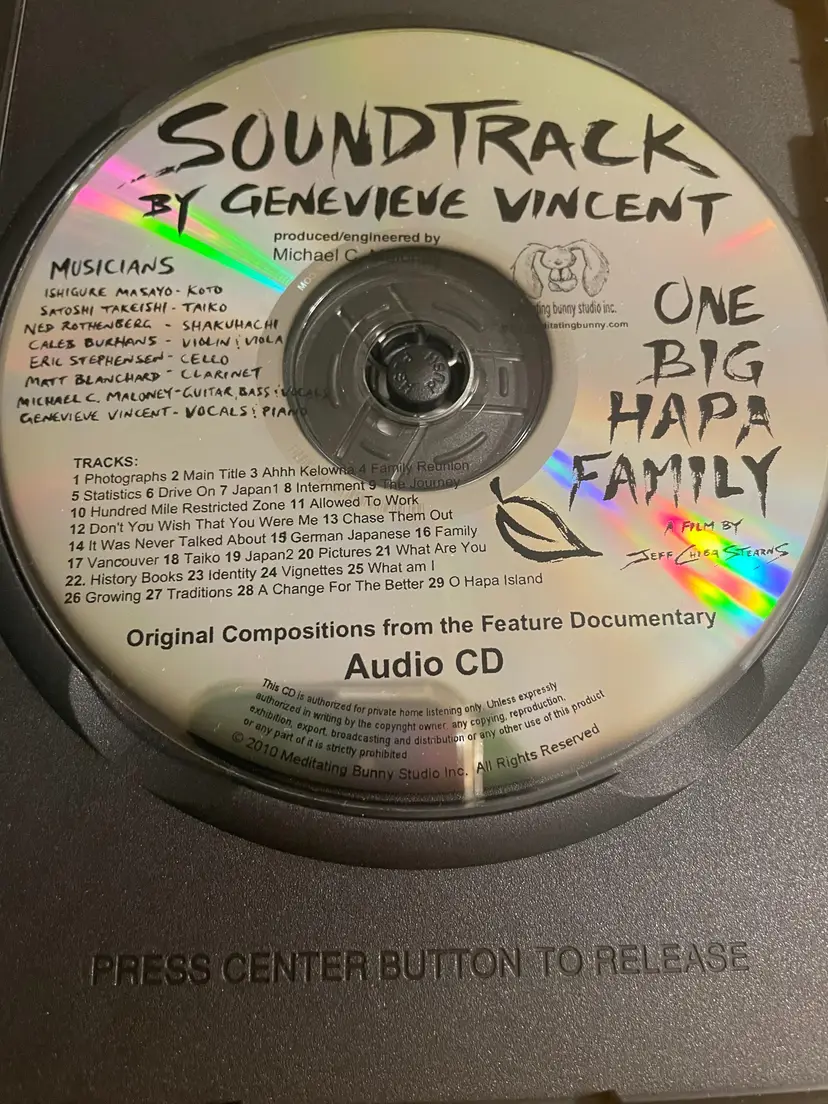 SOUNDTRACK
BY GENEVIEVE VINCENT
produced/engineered by
Michael C.
MUSICIANS
ISHIGURE MASAYO - KOTO
SATOSHI TAKEISHI - TAIKO
NED ROTHENBERG - SHAKUHACHI
CALEB BURHANS - VIOLIN & VIOLA
ERIC STEPHENSEN - CELLO
MATT BLANCHARD - CLARINET
MICHAEL C. MALONEY - GUITAR, BASS & VOCALS
GENEVIEVE VINCENT - VOCALS & PIANO
ting bunny studio inc.
ditatingbunny.com
ONE
BIG
HAPA
FAMILY
A FILM BY
JEFF CHIBA STEARNS
PUSH PUSH
TRACKS:
1 Photographs 2 Main Title 3 Ahhh Kelowna 4 Family Reunion
5 Statistics 6 Drive On 7 Japan1 8 Internment 9 The Journey
10 Hundred Mile Restricted Zone 11 Allowed To Work
12 Don't You Wish That You Were Me 13 Chase Them Out
14 It Was Never Talked About 15 German Japanese 16 Family
17 Vancouver 18 Taiko 19 Japan2 20 Pictures 21 What Are You
22. History Books 23 Identity 24 Vignettes 25 What am I
26 Growing 27 Traditions 28 A Change For The Better 29 O Hapa Island
Original Compositions from the Feature Documentary
Audio CD
This CD is authorized for private home listening only. Unless expressly
authorized in writing by the copyright owner, any copying, reproduction,
exhibition, export, broadcasting and distribution or any other use of this product
or any part of it is strictly prohibited
© 2010 Meditating Bunny Studio Inc. All Rights Reserved
PRESS CENTER BUTTON TO RELEASE